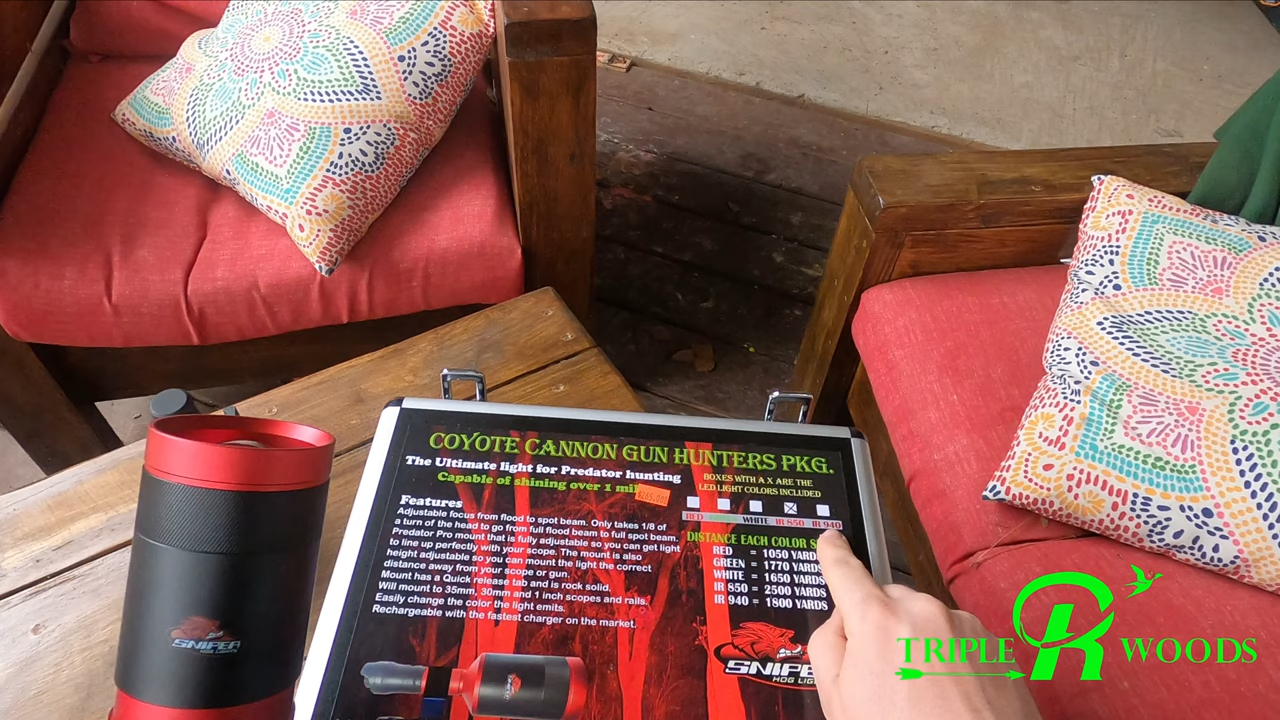 COYOTE CANNON GUN HUNTERS PKG.
The Ultimate light for Predator hunting
Capable of shining over 1
BOXES WITH A X ARE THE
LED LIGHT COLORS INCLUDED
RED WHITE IR 850 IR 940
Features
Adjustable focus from flood to spot beam. Only takes 1/8 of
a turn of the head to go from full flood beam to full spot beam.
Predator Pro mount that is fully adjustable so you can get light
to line up perfectly with your scope. The mount is also
height adjustable so you can mount the light the correct
distance away from your scope or gun.
Mount has a Quick release tab and is rock solid.
Will mount to 35mm, 30mm and 1 inch scopes and rails.
Easily change the color the light emits.
Rechargeable with the fastest charger on the market.
DISTANCE EACH COLOR
RED = 1050 YARDS
GREEN = 1770 YARDS
WHITE = 1650 YARDS
IR 850 = 2500 YARDS
IR 940 = 1800 YARDS
SNIPER
HOG LIGHTS
SNIPE
HOG LIG
TRIPLE R WOODS